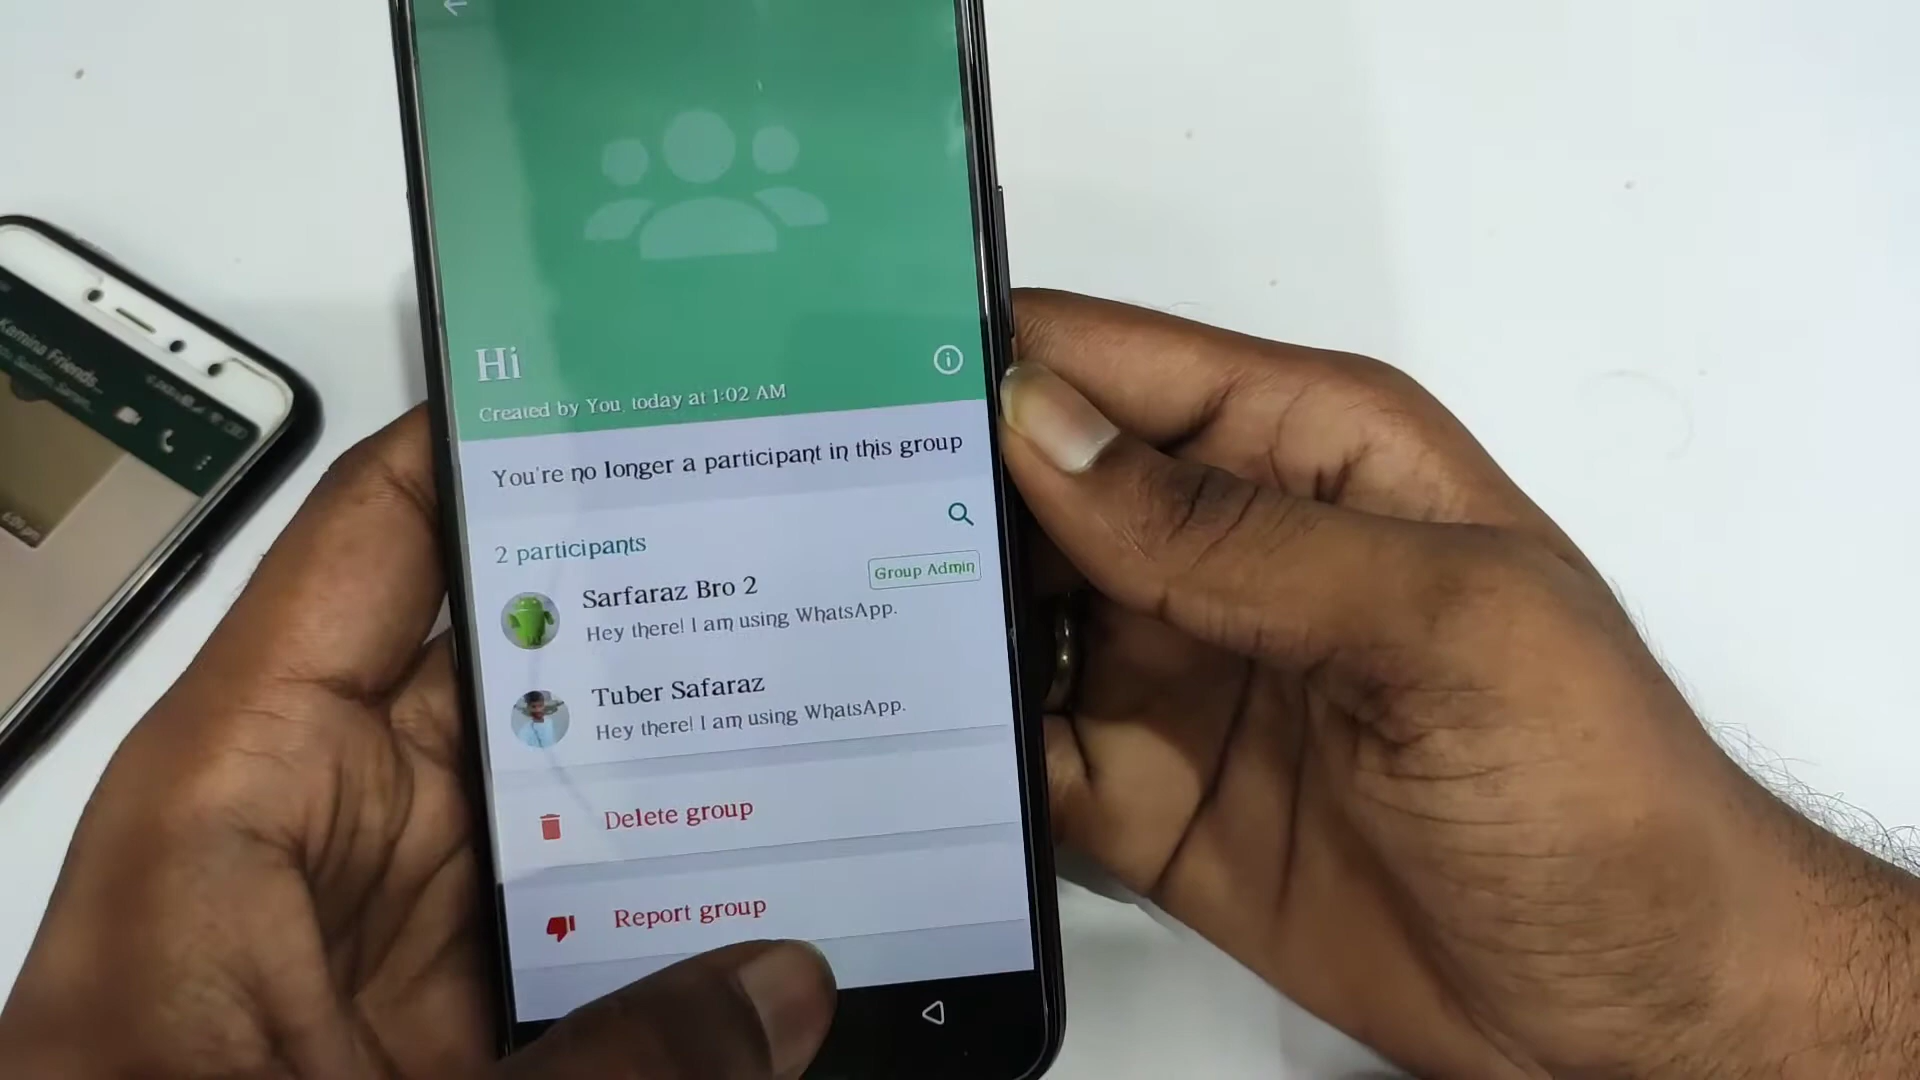 Hi
Created by You, today at 1:02 AM
You're no longer a participant in this group
2 participants
Sarfaraz Bro 2
Group Admin
Hey there! I am using WhatsApp.
Tuber Safaraz
Hey there! I am using WhatsApp.
Delete group
Report group
Kamina Friends...